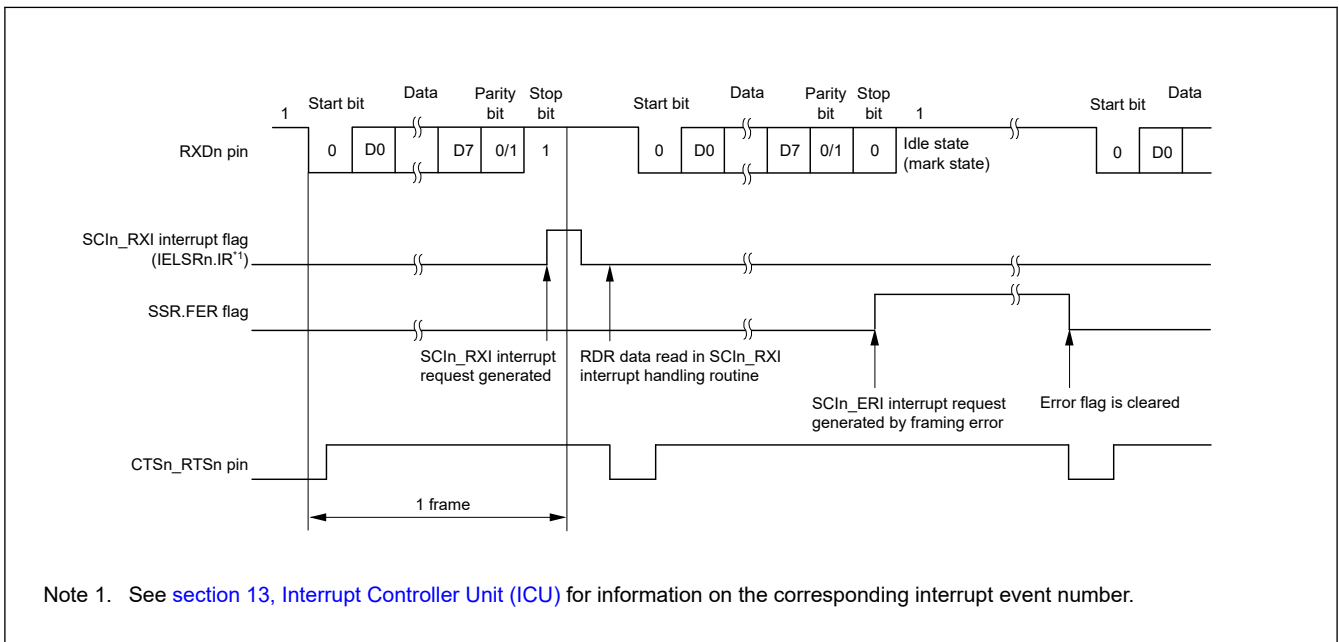 Data Parity Stop Data Parity Stop Data
1 Start bit bit bit Start bit bit bit 1 Start bit
RXDn pin 0 D0 D7 0/1 1 0 D0 D7 0/1 0 Idle state
(mark state) 0 D0
SCIn_RXI interrupt flag
(IELSRn.IR*1)
SSR.FER flag
SCIn_RXI interrupt
request generated
RDR data read in SCIn_RXI
interrupt handling routine
SCIn_ERI interrupt request
generated by framing error
Error flag is cleared
CTSn_RTSn pin
1 frame
Note 1. See section 13, Interrupt Controller Unit (ICU) for information on the corresponding interrupt event number.